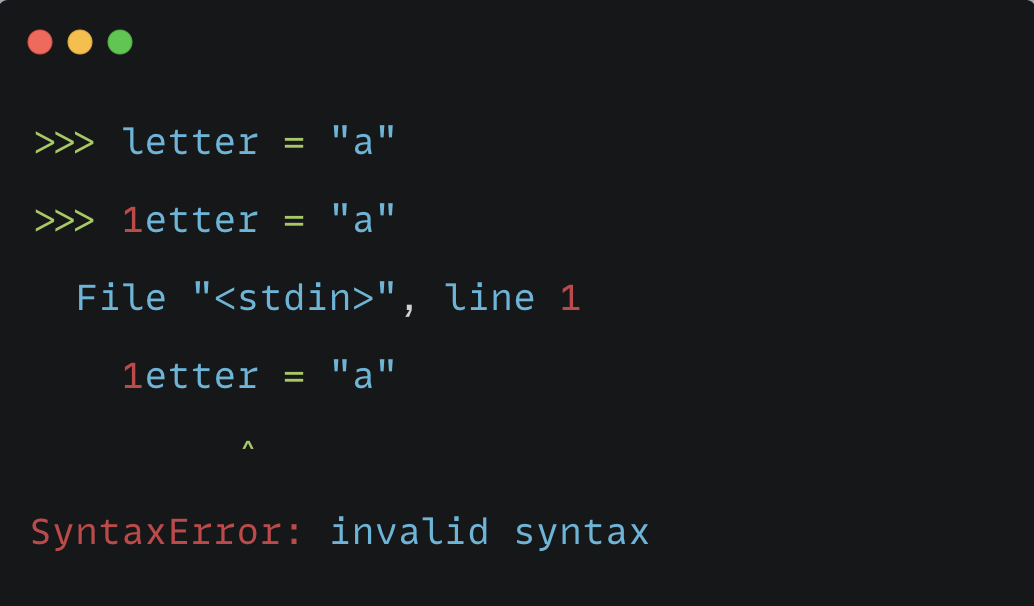 >>> letter = "a"
>>> 1etter = "a"
  File "<stdin>", line 1
    1etter = "a"
         ^
SyntaxError: invalid syntax